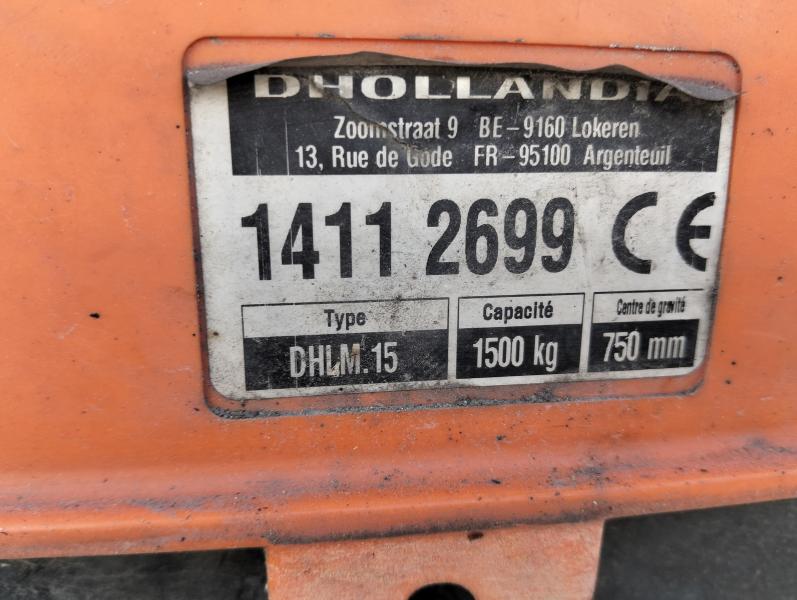 DHOLLANDIA
Zoomstraat 9 BE-9160 Lokeren
13, Rue de Gode FR-95100 Argenteuil
1411 2699 CE
Type Capacité Centre de gravité
DHLM.15 1500 kg 750 mm